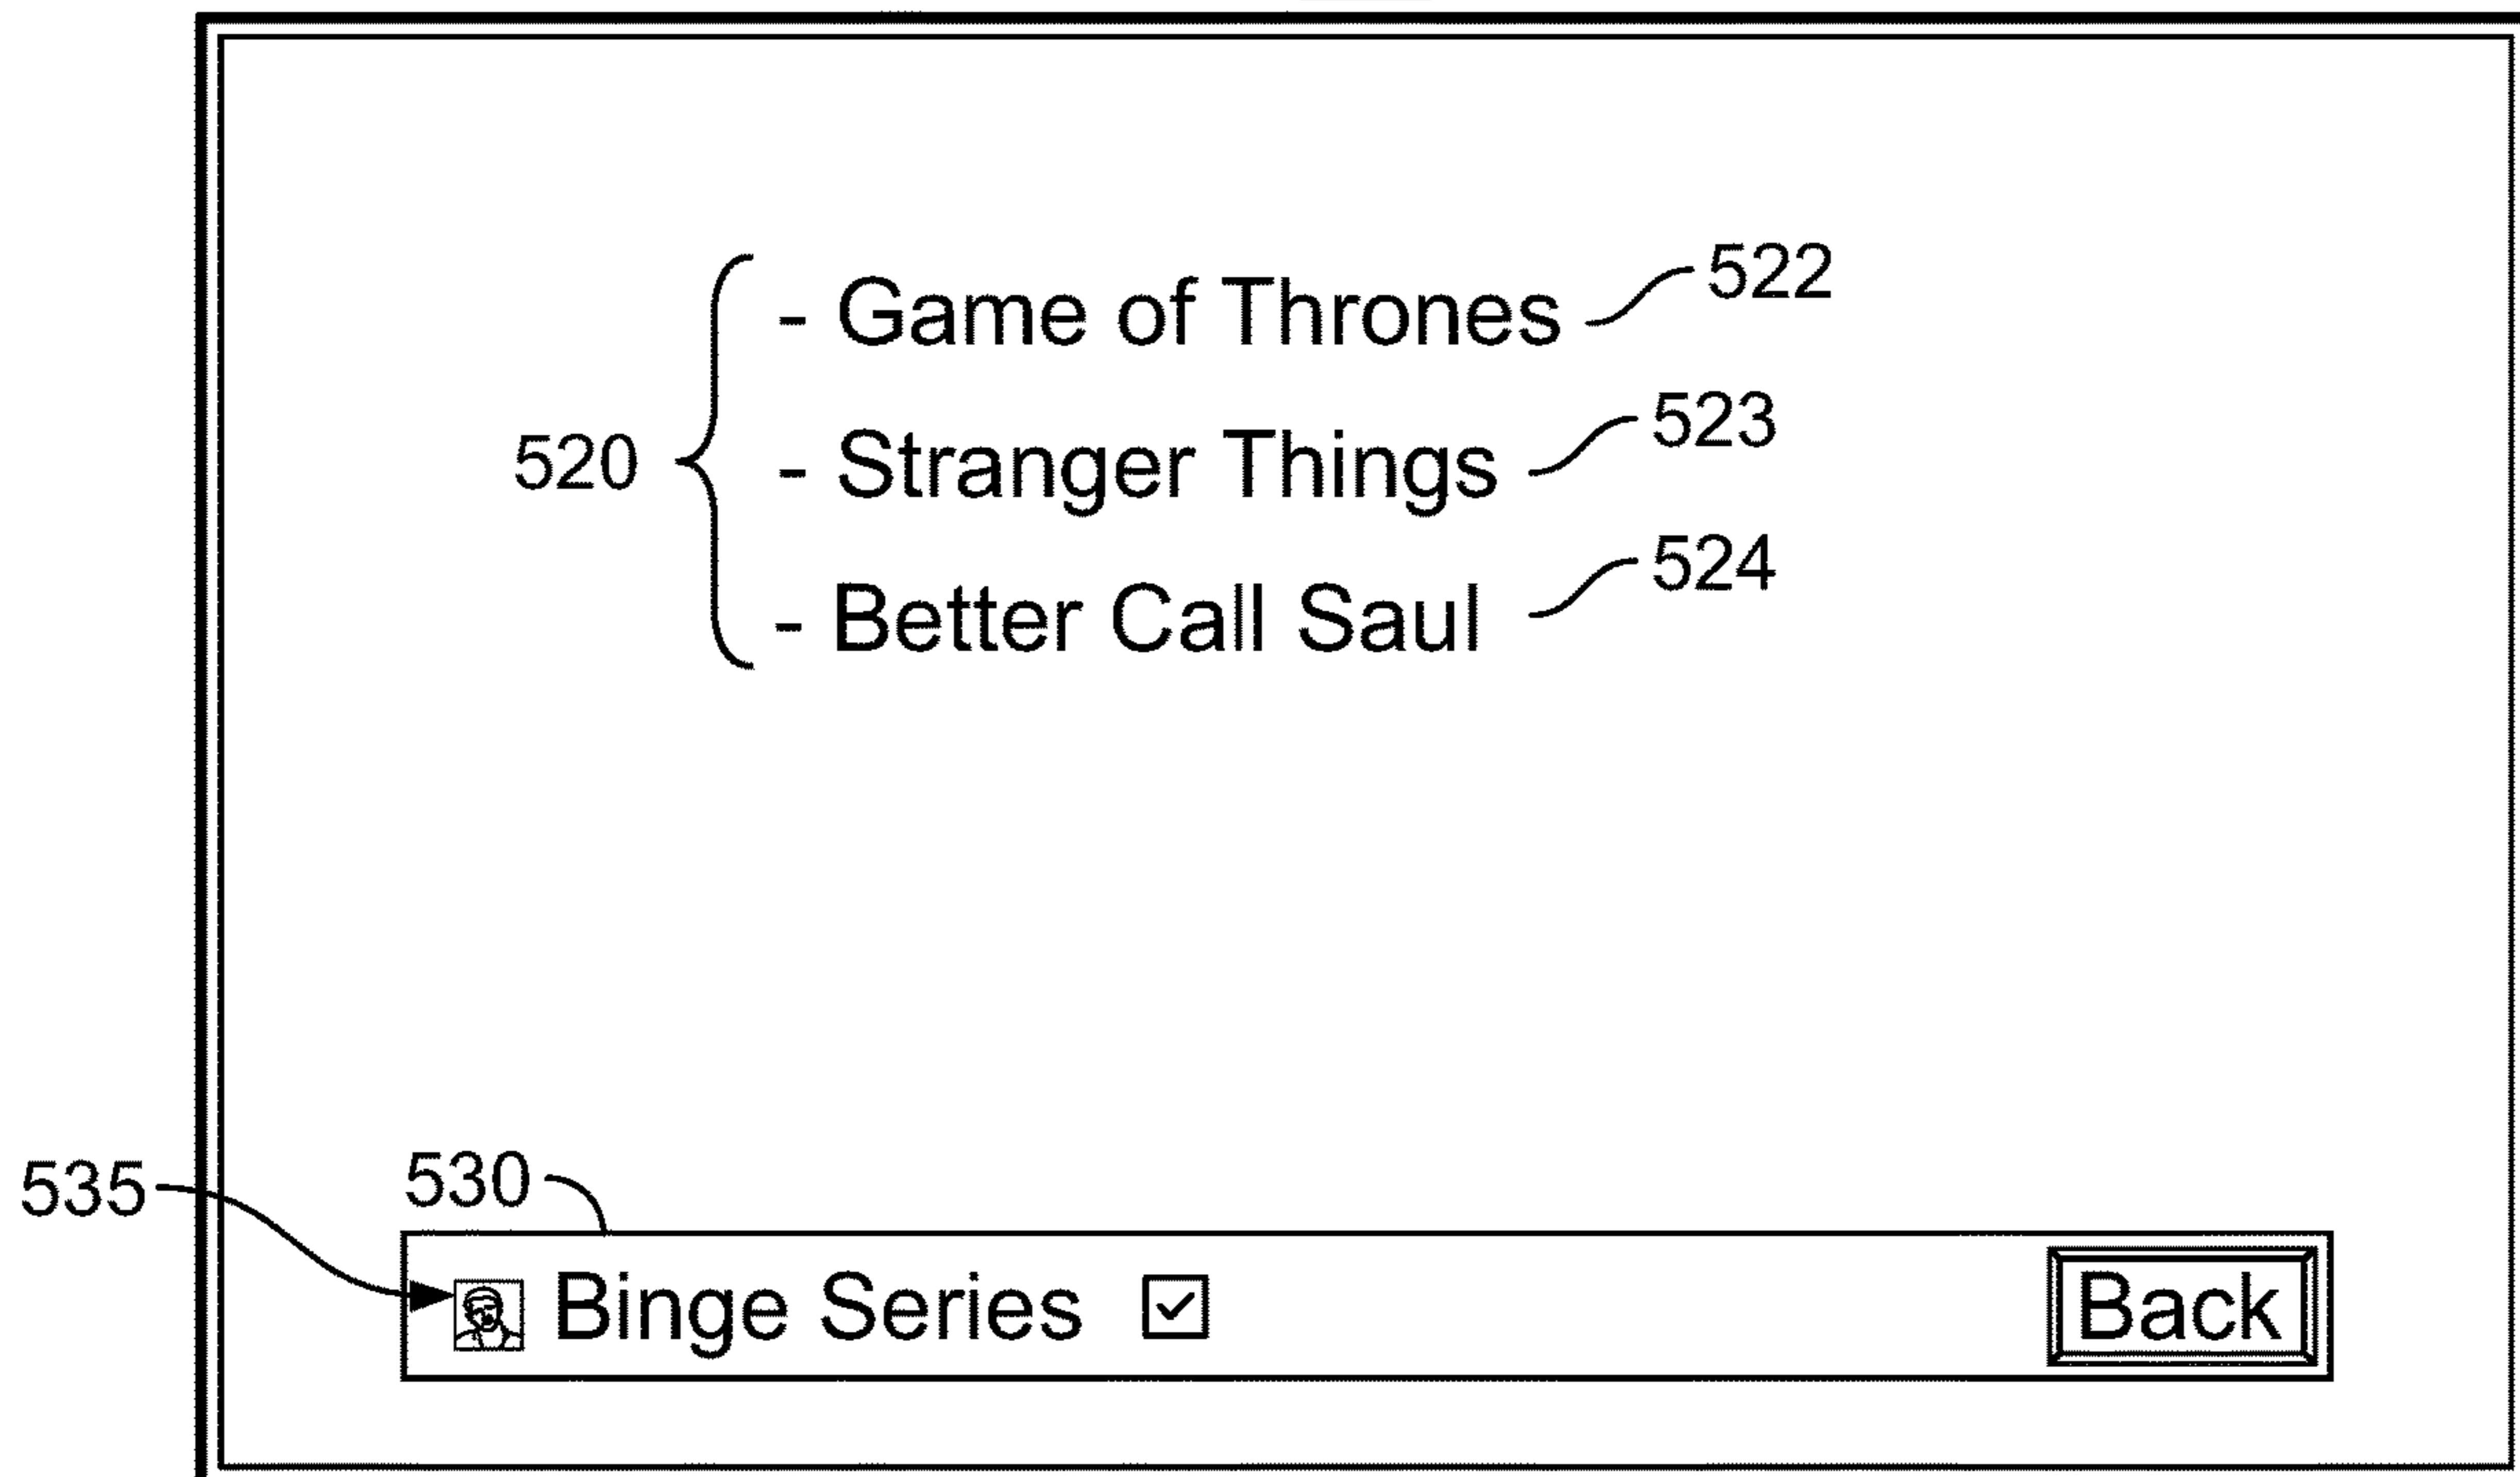 - Game of Thrones 522
520 - Stranger Things 523
- Better Call Saul 524
535 530
Binge Series Back